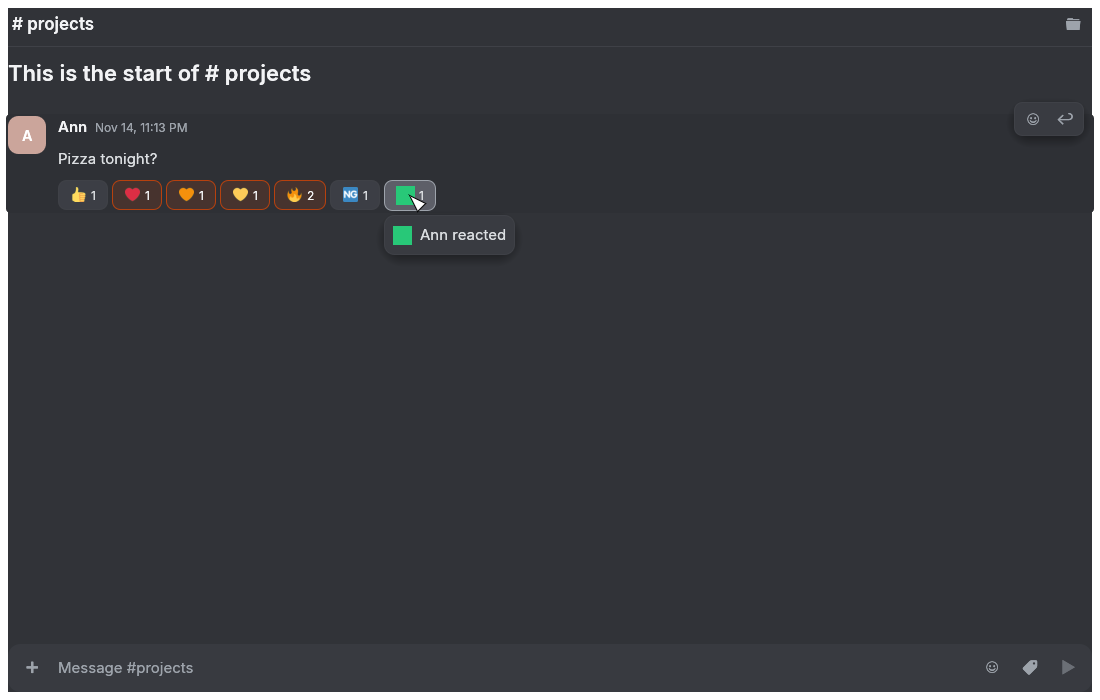 # projects
This is the start of # projects
A
Ann Nov 14, 11:13 PM
Pizza tonight?
1 1 1 1 2 NG 1 1
Ann reacted
Message #projects